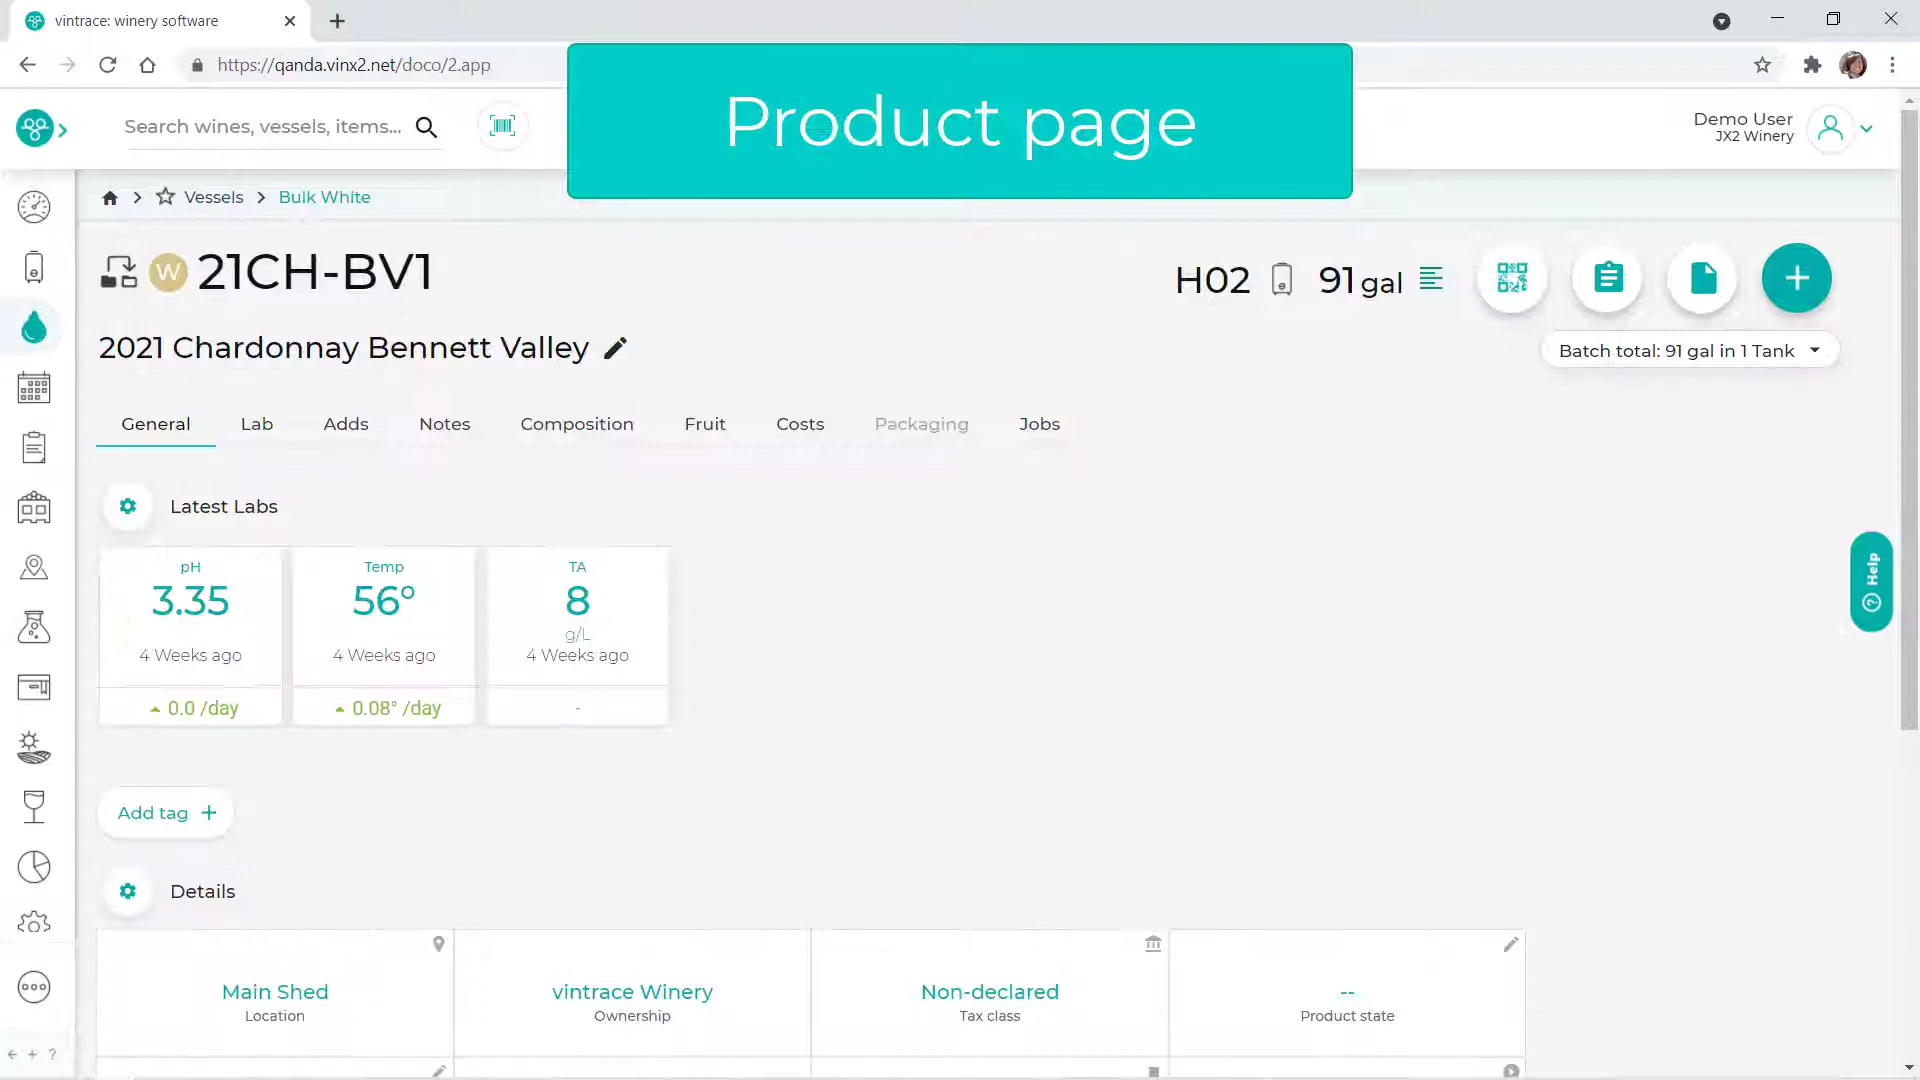 vintrace: winery software
https://qanda.vinx2.net/doco/2.app
Product page
Search wines, vessels, items...
Demo User
JX2 Winery
Vessels
Bulk White
W
21CH-BV1
H02
91 gal
2021 Chardonnay Bennett Valley
Batch total: 91 gal in 1 Tank
General
Lab
Adds
Notes
Composition
Fruit
Costs
Packaging
Jobs
Latest Labs
pH
3.35
4 Weeks ago
0.0 /day
Temp
56°
4 Weeks ago
0.08° /day
TA
8
g/L
4 Weeks ago
-
Help
Add tag +
Details
Main Shed
Location
vintrace Winery
Ownership
Non-declared
Tax class
--
Product state